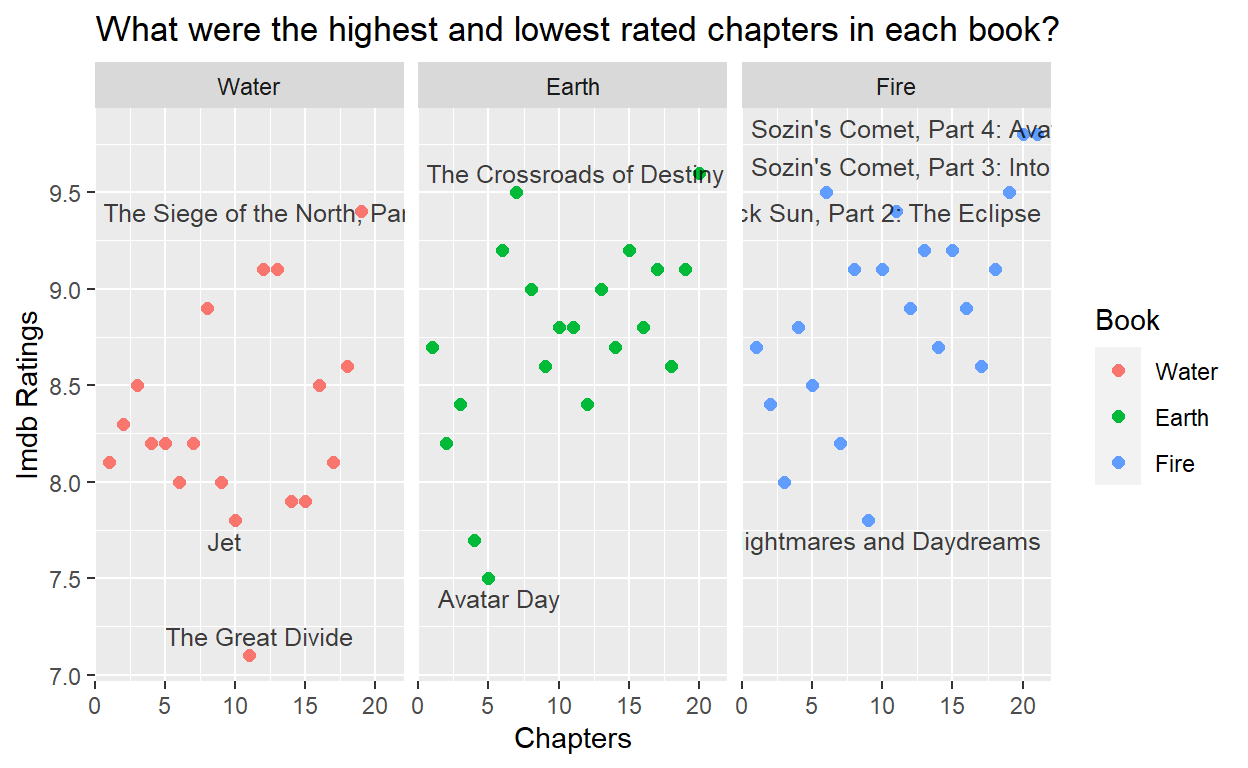 What were the highest and lowest rated chapters in each book?
Water
Earth
Fire
Sozin's Comet, Part 4: Ava
Sozin's Comet, Part 3: Into
The Crossroads of Destiny
The Siege of the North, Par
ck Sun, Part 2: The Eclipse
Jet
ightmares and Daydreams
Avatar Day
The Great Divide
9.5
9.0
8.5
8.0
7.5
7.0
Imdb Ratings
0 5 10 15 20
0 5 10 15 20
0 5 10 15 20
Chapters
Book
Water
Earth
Fire